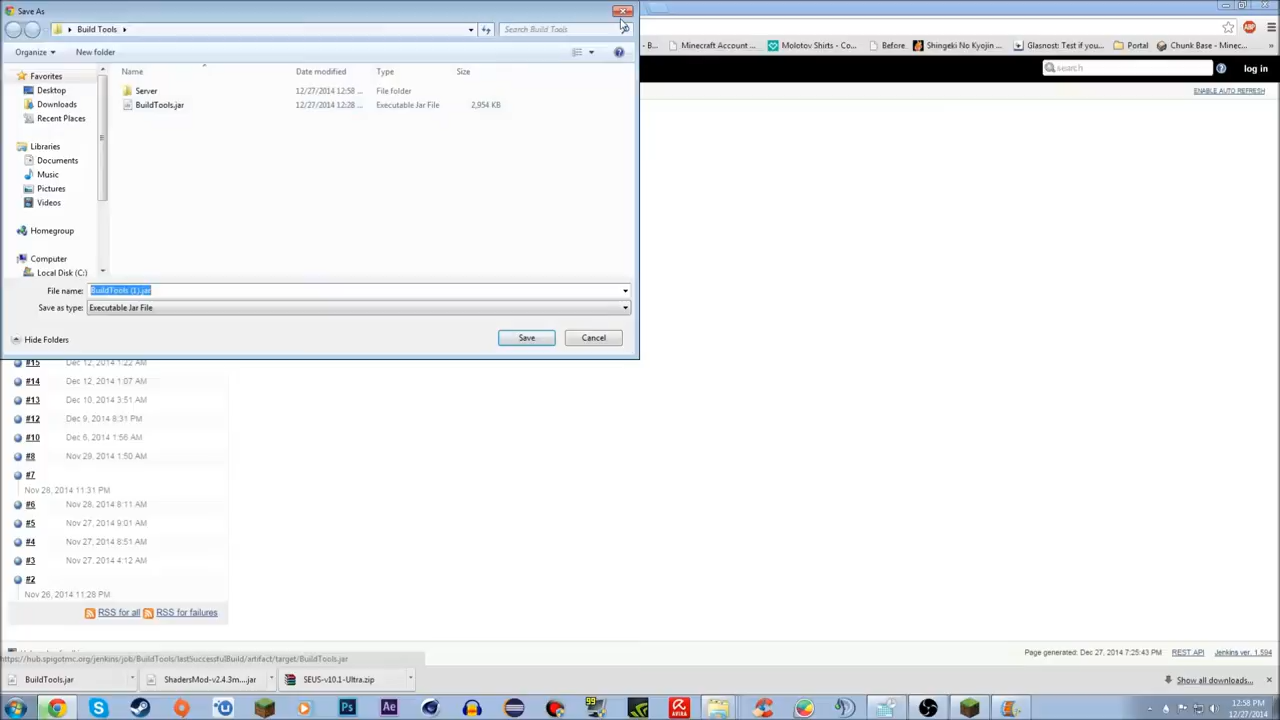 Save As
Build Tools
Search Build Tools
Organize
New folder
Favorites
Desktop
Downloads
Recent Places
Libraries
Documents
Music
Pictures
Videos
Homegroup
Computer
Local Disk (C:)
Name
Date modified
Type
Size
Server
12/27/2014 12:58 ...
File folder
BuildTools.jar
12/27/2014 12:28 ...
Executable Jar File
2,954 KB
File name:
BuildTools (1).jar
Save as type:
Executable Jar File
Hide Folders
Save
Cancel
- B...
Minecraft Account ...
Molotov Shirts - Co...
Before
Shingeki No Kyojin ...
Glasnost: Test if you...
Portal
Chunk Base - Minec...
ABP
search
log in
ENABLE AUTO REFRESH
#15 Dec 12, 2014 1:22 AM
#14 Dec 12, 2014 1:07 AM
#13 Dec 10, 2014 3:51 AM
#12 Dec 9, 2014 8:31 PM
#10 Dec 6, 2014 1:56 AM
#8 Nov 29, 2014 1:50 AM
#7
Nov 28, 2014 11:31 PM
#6 Nov 28, 2014 8:11 AM
#5 Nov 27, 2014 9:01 AM
#4 Nov 27, 2014 8:51 AM
#3 Nov 27, 2014 4:12 AM
#2
Nov 26, 2014 11:28 PM
RSS for all
RSS for failures
Page generated: Dec 27, 2014 7:25:43 PM
REST API
Jenkins ver. 1.594
https://hub.spigotmc.org/jenkins/job/BuildTools/lastSuccessfulBuild/artifact/target/BuildTools.jar
BuildTools.jar
ShadersMod-v2.4.3m....jar
SEUS-v10.1-Ultra.zip
Show all downloads...
Ps
Ae
99
12:58 PM
12/27/2014